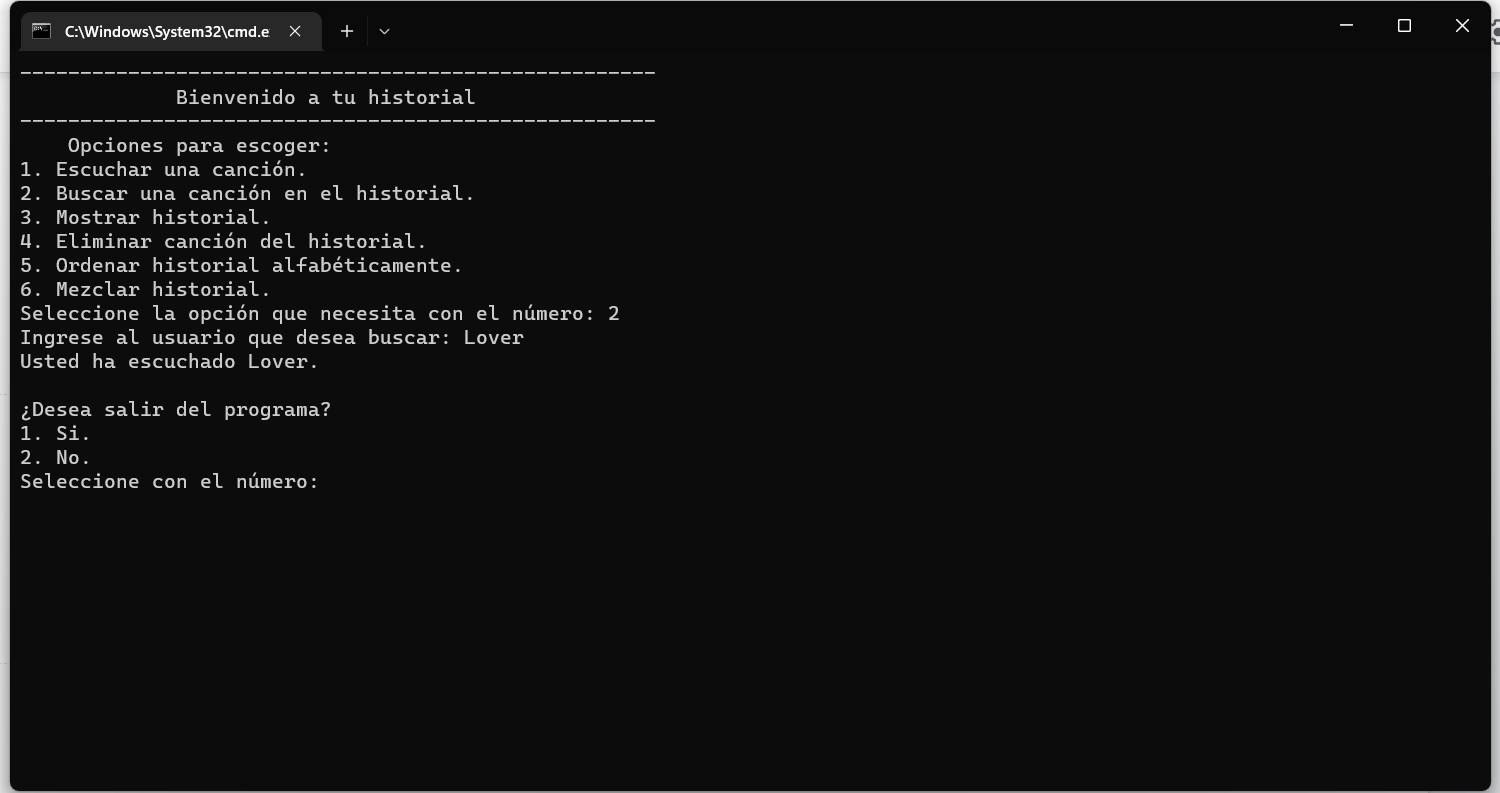 C:\Windows\System32\cmd.e
-----------------------------------------------------
Bienvenido a tu historial
-----------------------------------------------------
Opciones para escoger:
1. Escuchar una canción.
2. Buscar una canción en el historial.
3. Mostrar historial.
4. Eliminar canción del historial.
5. Ordenar historial alfabéticamente.
6. Mezclar historial.
Seleccione la opción que necesita con el número: 2
Ingrese al usuario que desea buscar: Lover
Usted ha escuchado Lover.
¿Desea salir del programa?
1. Si.
2. No.
Seleccione con el número: